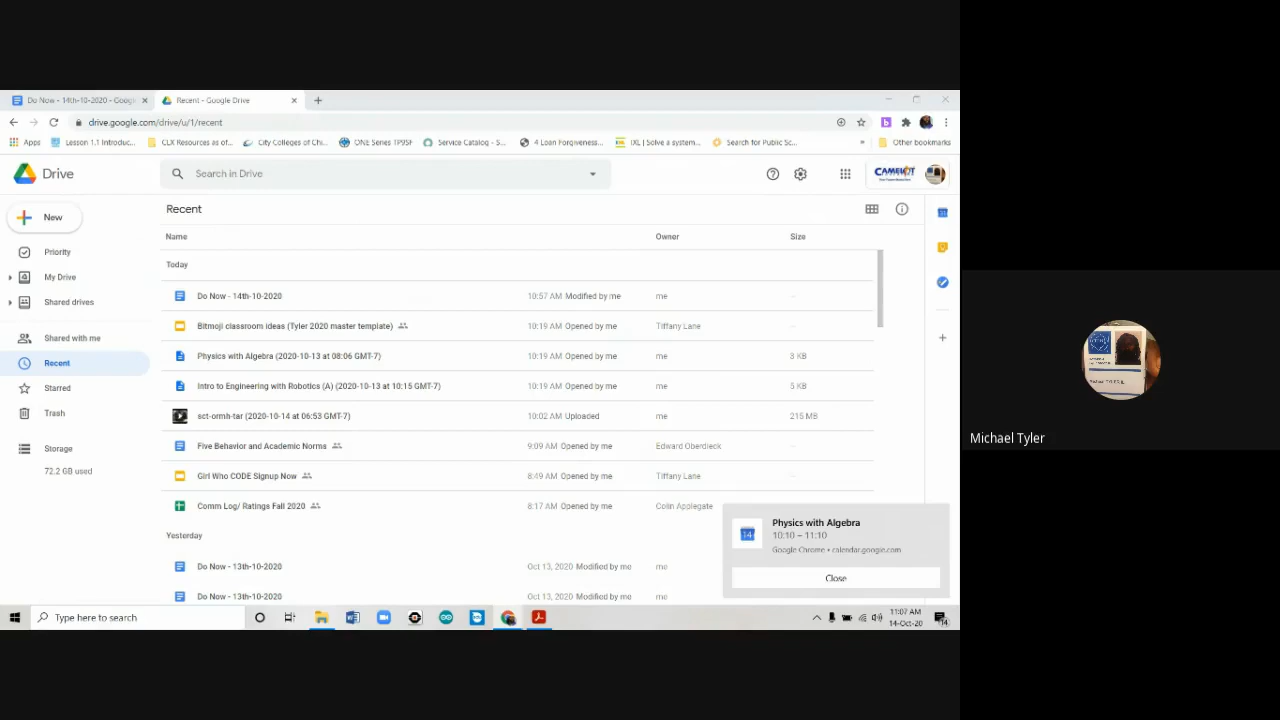 Do Now - 14th-10-2020 - Googl
Recent - Google Drive
drive.google.com/drive/u/1/recent
Apps
Lesson 1.1 Introduc...
CLX Resources as of...
City Colleges of Chi...
ONE Series TP9SF
Service Catalog - S...
4 Loan Forgiveness...
IXL | Solve a system...
Search for Public Sc...
»
Other bookmarks
Drive
Search in Drive
CAMELOT
New
Recent
Priority
My Drive
Shared drives
Shared with me
Recent
Starred
Trash
Storage
72.2 GB used
Name Owner Size
Today
Do Now - 14th-10-2020 10:57 AM Modified by me me —
Bitmoji classroom ideas (Tyler 2020 master template) 10:19 AM Opened by me Tiffany Lane —
Physics with Algebra (2020-10-13 at 08:06 GMT-7) 10:19 AM Opened by me me 3 KB
Intro to Engineering with Robotics (A) (2020-10-13 at 10:15 GMT-7) 10:19 AM Opened by me me 5 KB
sct-ormh-tar (2020-10-14 at 06:53 GMT-7) 10:02 AM Uploaded me 215 MB
Five Behavior and Academic Norms 9:09 AM Opened by me Edward Oberdieck —
Girl Who CODE Signup Now 8:49 AM Opened by me Tiffany Lane —
Comm Log/ Ratings Fall 2020 8:17 AM Opened by me Colin Applegate
Yesterday
Do Now - 13th-10-2020 Oct 13, 2020 Modified by me me
Do Now - 13th-10-2020 Oct 13, 2020 Modified by me me
Physics with Algebra
10:10 – 11:10
Google Chrome • calendar.google.com
Close
Type here to search
11:07 AM
14-Oct-20
Michael Tyler